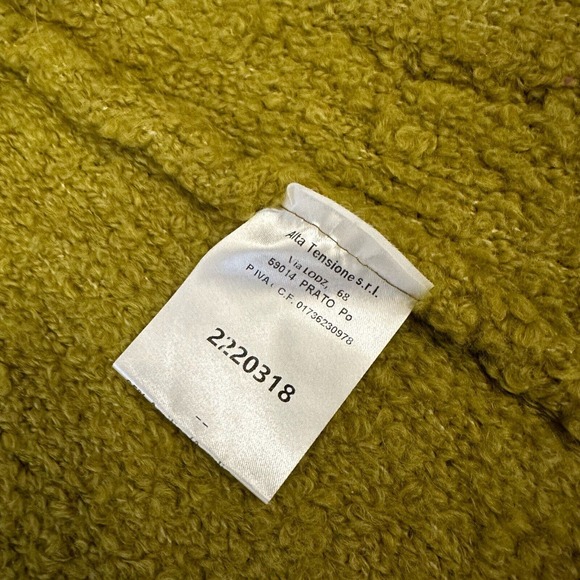 Alta Tensione s.r.l.
Via LODZ, 68
59014 PRATO Po
P.IVA e C.F. 01736230978
2220318
--